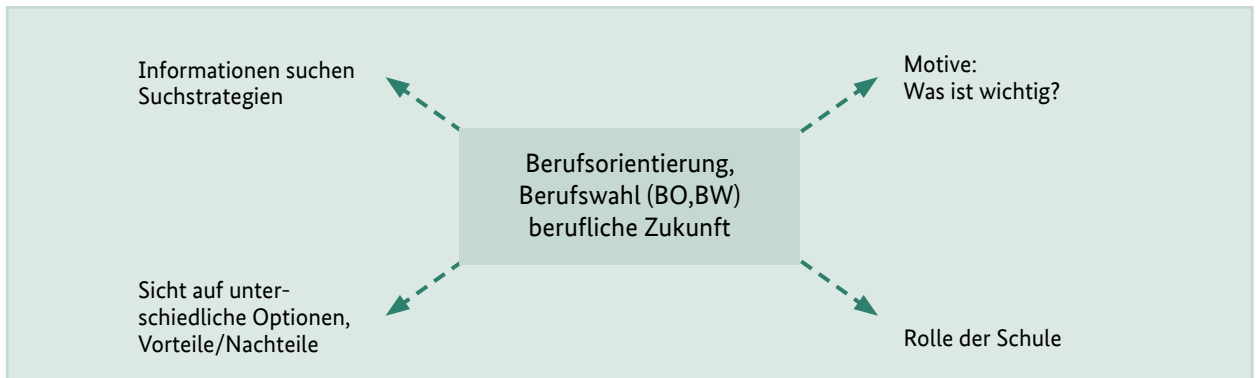 Informationen suchen
Suchstrategien
Motive:
Was ist wichtig?
Berufsorientierung,
Berufswahl (BO,BW)
berufliche Zukunft
Sicht auf unter-
schiedliche Optionen,
Vorteile/Nachteile
Rolle der Schule